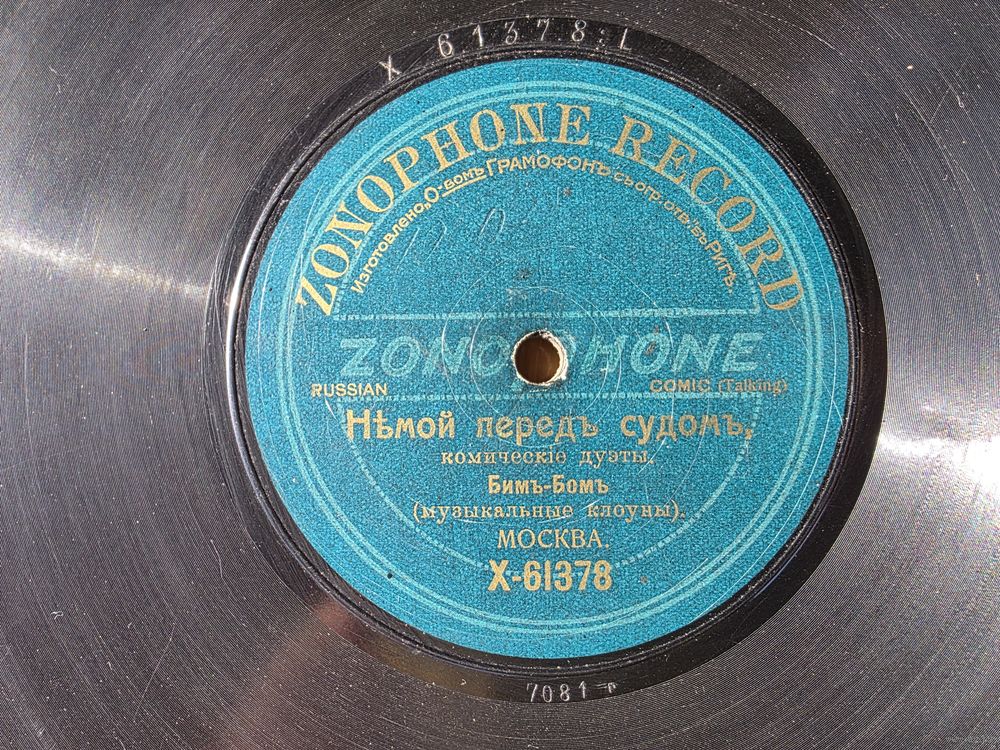 X 61378 L
ZONOPHONE RECORD
Изготовлено „О-вомъ ГРАМОФОНЪ съ огр. отв.“ въ Ригѣ
ZONOPHONE
RUSSIAN
COMIC (Talking)
Нѣмой передъ судомъ,
комическіе дуэты.
Бимъ-Бомъ
(музыкальные клоуны).
МОСКВА.
X-61378
7081 r